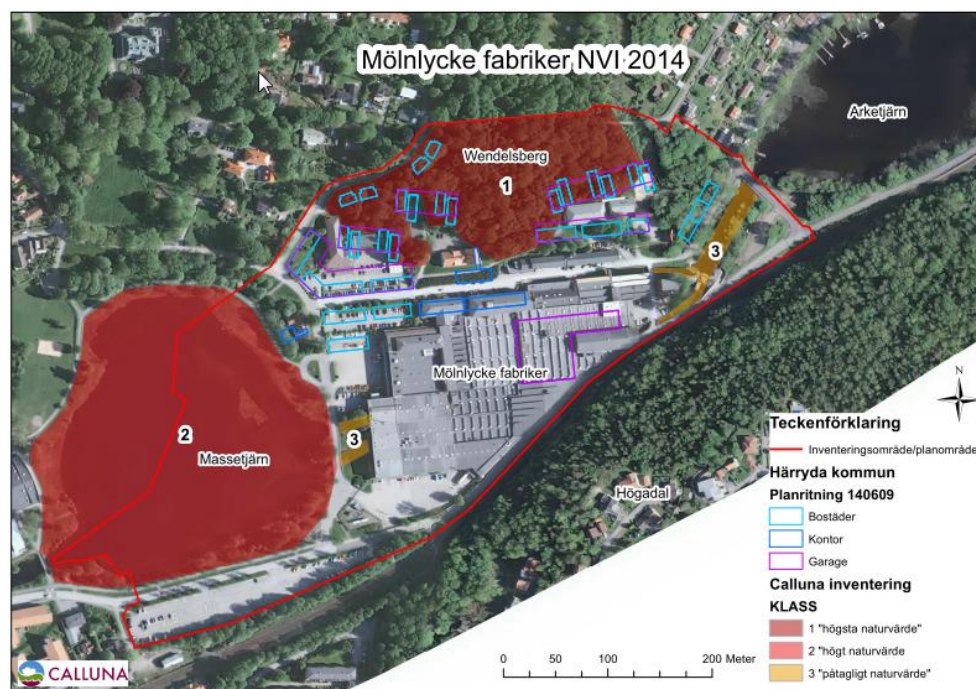 Mölnlycke fabriker NVI 2014
Arketjärn
Wendelsberg
1
3
Mölnlycke fabriker
2
Massetjärn
3
Högadal
N
Teckenförklaring
Inventeringsområde/planområde
Härryda kommun
Planritning 140609
Bostäder
Kontor
Garage
Calluna inventering
KLASS
1 "högsta naturvärde"
2 "högt naturvärde
3 "påtagligt naturvärde"
0 50 100 200 Meter
CALLUNA